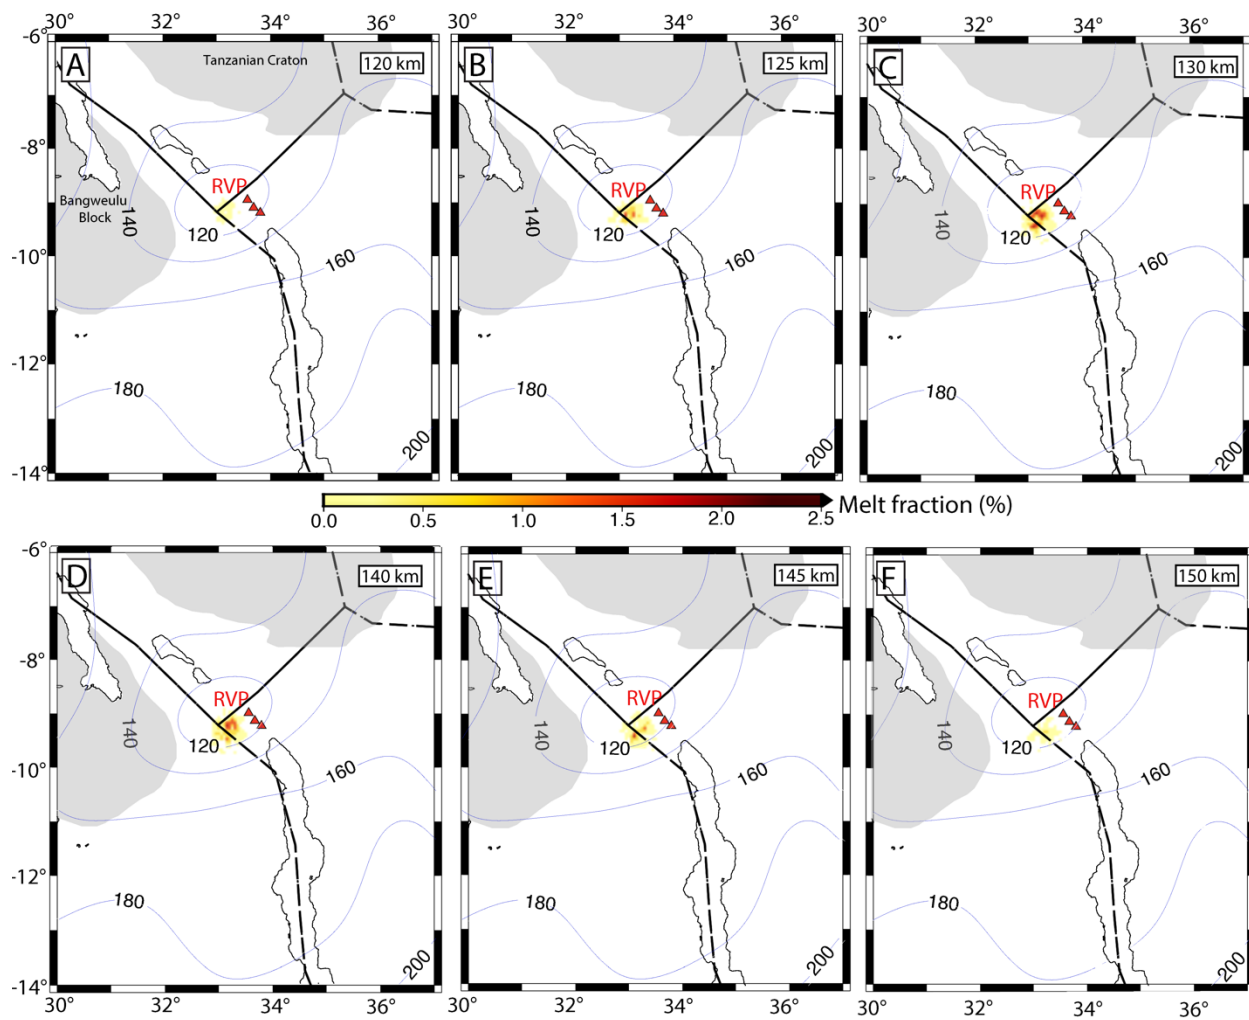 30° 32° 34° 36°
32° 34° 36°
32° 34° 36°
-6°
-8°
-10°
-12°
-14°
A
Tanzanian Craton
120 km
RVP
Bangweulu
Block
140
120
160
180
200
B
125 km
RVP
140
120
160
180
200
C
130 km
RVP
140
120
160
180
200
0.0 0.5 1.0 1.5 2.0 2.5
Melt fraction (%)
-6°
-8°
-10°
-12°
-14°
D
140 km
RVP
140
120
160
180
200
E
145 km
RVP
140
120
160
180
200
F
150 km
RVP
140
120
160
180
200
30 32° 34° 36°
30 32° 34° 36°
30 32° 34° 36°